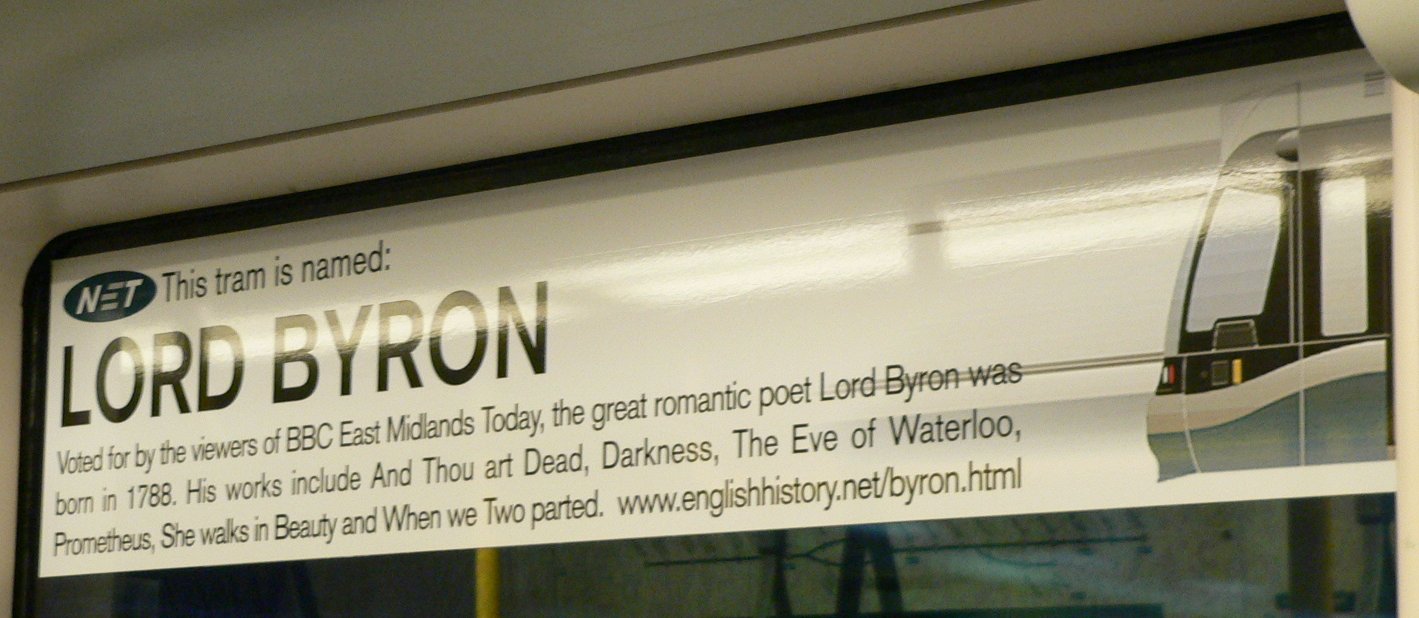 NET This tram is named:
LORD BYRON
Voted for by the viewers of BBC East Midlands Today, the great romantic poet Lord Byron was
born in 1788. His works include And Thou art Dead, Darkness, The Eve of Waterloo,
Prometheus, She walks in Beauty and When we Two parted. www.englishhistory.net/byron.html